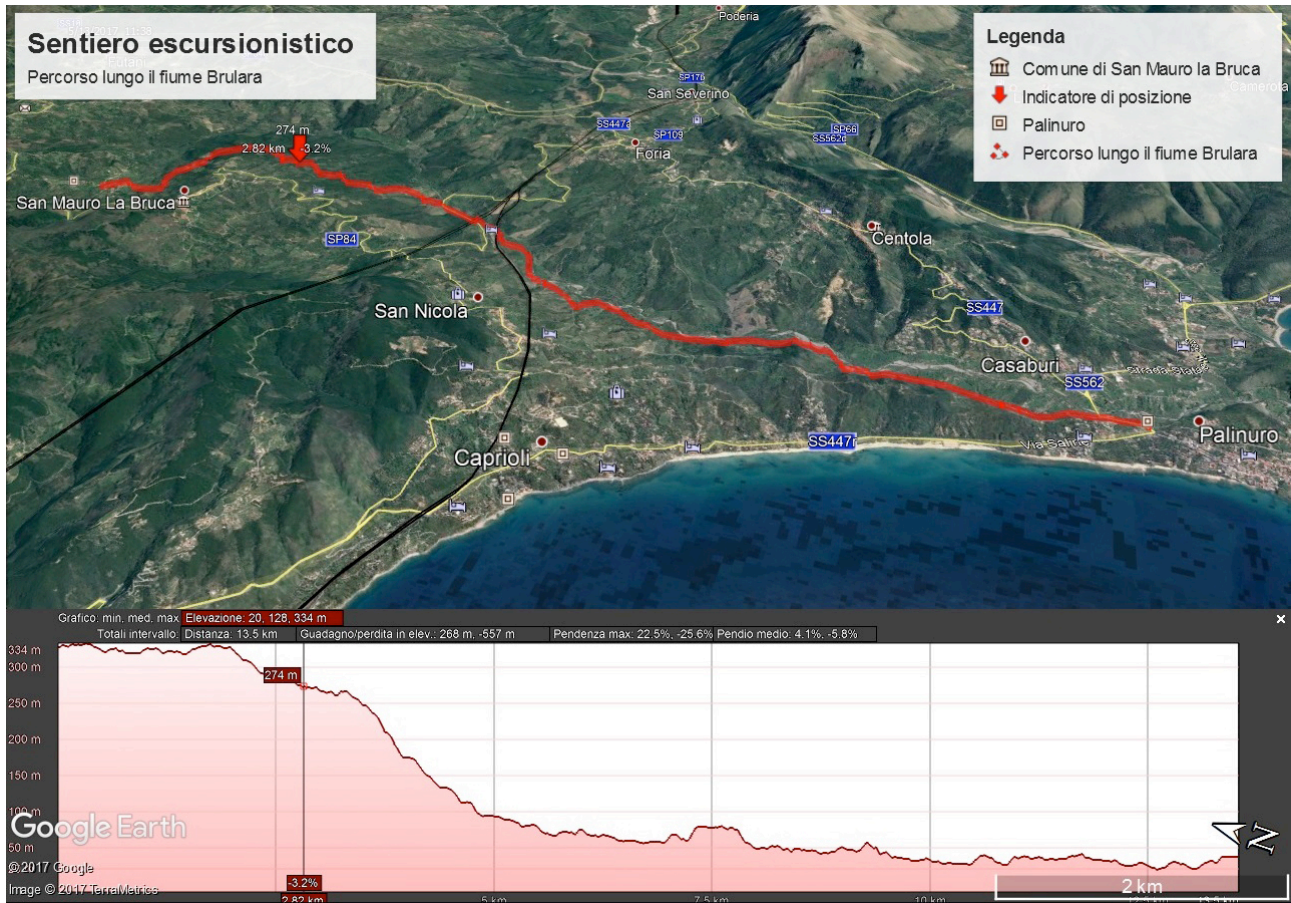 Sentiero escursionistico
Percorso lungo il fiume Brulara
Legenda
Comune di San Mauro la Bruca
Indicatore di posizione
Palinuro
Percorso lungo il fiume Brulara
Poderia
SP17b
San Severino
SS447r
SP109
SP66
SS562d
Camerota
Foria
274 m
2.82 km
-3.2%
San Mauro La Bruca
SP84
Centola
San Nicola
SS447
Casaburi
SS562
Caprioli
SS447r
Palinuro
Grafico: min. med. max
Elevazione: 20, 128, 334 m
Totali intervallo:
Distanza: 13.5 km
Guadagno/perdita in elev.: 268 m, -557 m
Pendenza max: 22.5%, -25.6%
Pendio medio: 4.1%, -5.8%
334 m
300 m
274 m
250 m
200 m
150 m
100 m
50 m
Google Earth
©2017 Google
Image © 2017 TerraMetrics
-3.2%
2.82 km
5 km
7.5 km
10 km
2 km
N